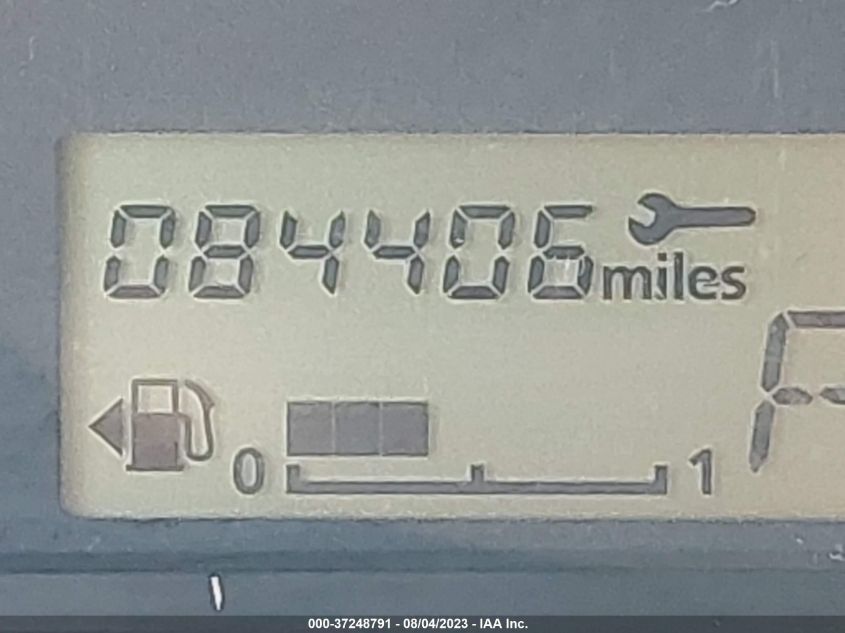 084406 miles
F
0 1
000-37248791 - 08/04/2023 - IAA Inc.